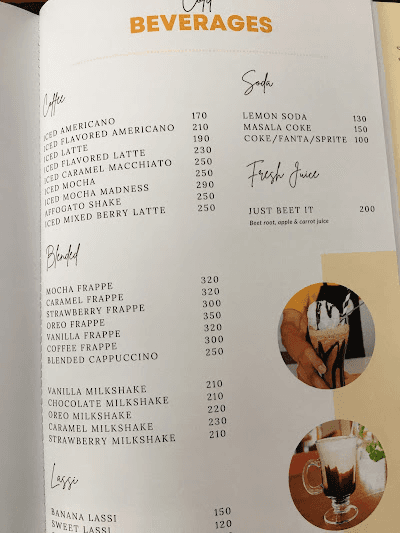 BEVERAGES
Coffee
ICED AMERICANO 170
ICED FLAVORED AMERICANO 210
ICED LATTE 190
ICED FLAVORED LATTE 230
ICED CARAMEL MACCHIATO 250
ICED MOCHA 250
ICED MOCHA MADNESS 290
AFFOGATO SHAKE 250
ICED MIXED BERRY LATTE 250
Blended
MOCHA FRAPPE 320
CARAMEL FRAPPE 320
STRAWBERRY FRAPPE 300
OREO FRAPPE 350
VANILLA FRAPPE 320
COFFEE FRAPPE 300
BLENDED CAPPUCCINO 250
VANILLA MILKSHAKE 210
CHOCOLATE MILKSHAKE 210
OREO MILKSHAKE 220
CARAMEL MILKSHAKE 230
STRAWBERRY MILKSHAKE 210
Lassi
BANANA LASSI 150
SWEET LASSI 120
Soda
LEMON SODA 130
MASALA COKE 150
COKE/FANTA/SPRITE 100
Fresh Juice
JUST BEET IT 200
Beet root, apple & carrot juice